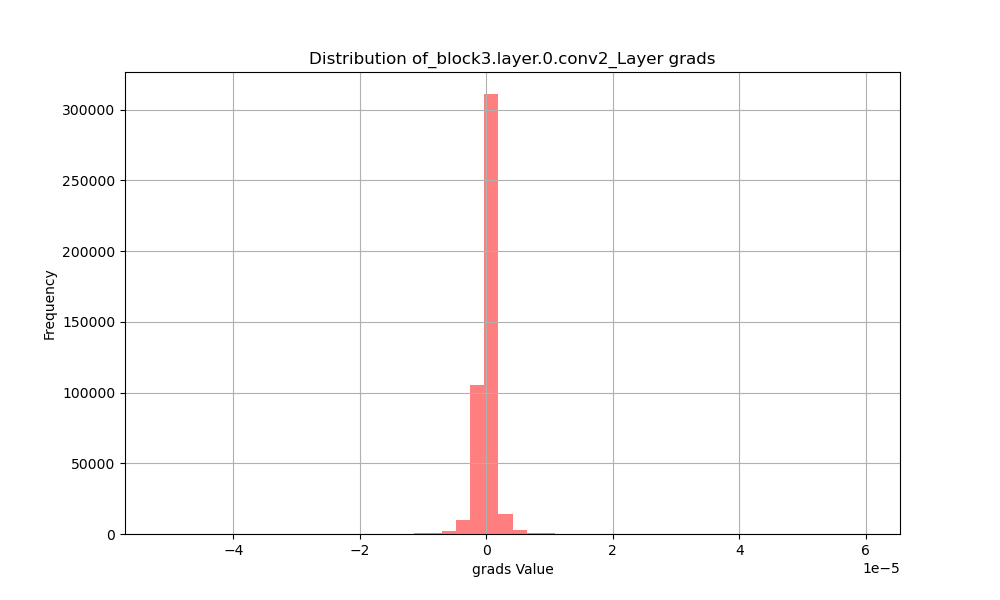 Distribution of_block3.layer.0.conv2_Layer grads
Frequency
300000
250000
200000
150000
100000
50000
0
−4 −2 0 2 4 6
1e−5
grads Value